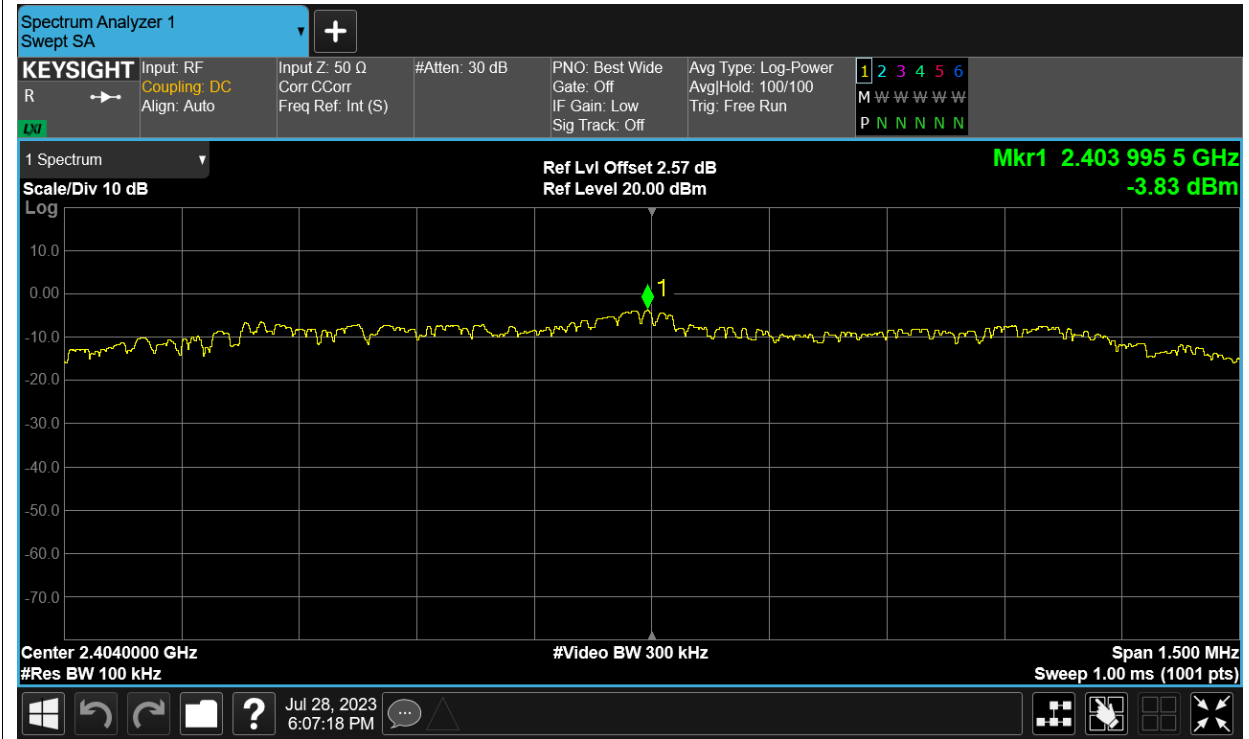 Spectrum Analyzer 1
Swept SA
+
KEYSIGHT
R
LXI
Input: RF
Coupling: DC
Align: Auto
Input Z: 50 Ω
Corr CCorr
Freq Ref: Int (S)
#Atten: 30 dB
PNO: Best Wide
Gate: Off
IF Gain: Low
Sig Track: Off
Avg Type: Log-Power
Avg|Hold: 100/100
Trig: Free Run
1 2 3 4 5 6
M W W W W W
P N N N N N
1 Spectrum
Scale/Div 10 dB
Log
Ref Lvl Offset 2.57 dB
Ref Level 20.00 dBm
Mkr1 2.403 995 5 GHz
-3.83 dBm
10.0
0.00
1
-10.0
-20.0
-30.0
-40.0
-50.0
-60.0
-70.0
Center 2.4040000 GHz
#Res BW 100 kHz
#Video BW 300 kHz
Span 1.500 MHz
Sweep 1.00 ms (1001 pts)
?
Jul 28, 2023
6:07:18 PM